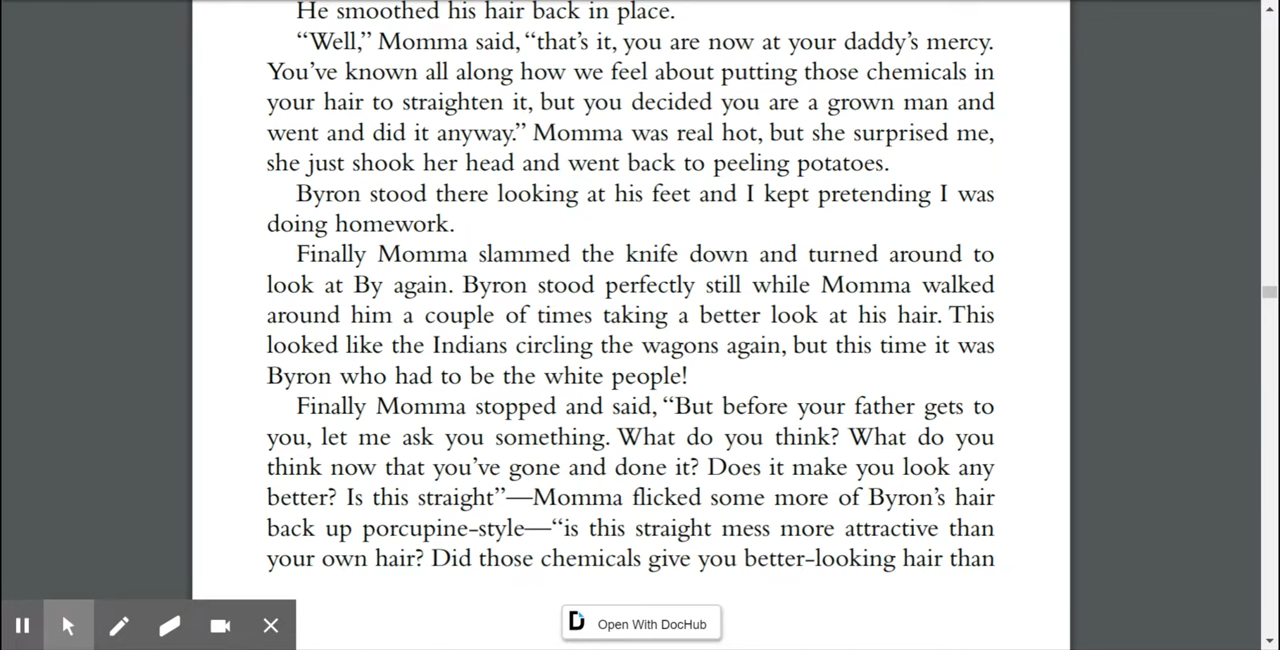 He smoothed his hair back in place.
“Well,” Momma said, “that’s it, you are now at your daddy’s mercy.
You’ve known all along how we feel about putting those chemicals in
your hair to straighten it, but you decided you are a grown man and
went and did it anyway.” Momma was real hot, but she surprised me,
she just shook her head and went back to peeling potatoes.
Byron stood there looking at his feet and I kept pretending I was
doing homework.
Finally Momma slammed the knife down and turned around to
look at By again. Byron stood perfectly still while Momma walked
around him a couple of times taking a better look at his hair. This
looked like the Indians circling the wagons again, but this time it was
Byron who had to be the white people!
Finally Momma stopped and said, “But before your father gets to
you, let me ask you something. What do you think? What do you
think now that you’ve gone and done it? Does it make you look any
better? Is this straight”—Momma flicked some more of Byron’s hair
back up porcupine-style—“is this straight mess more attractive than
your own hair? Did those chemicals give you better-looking hair than
Open With DocHub